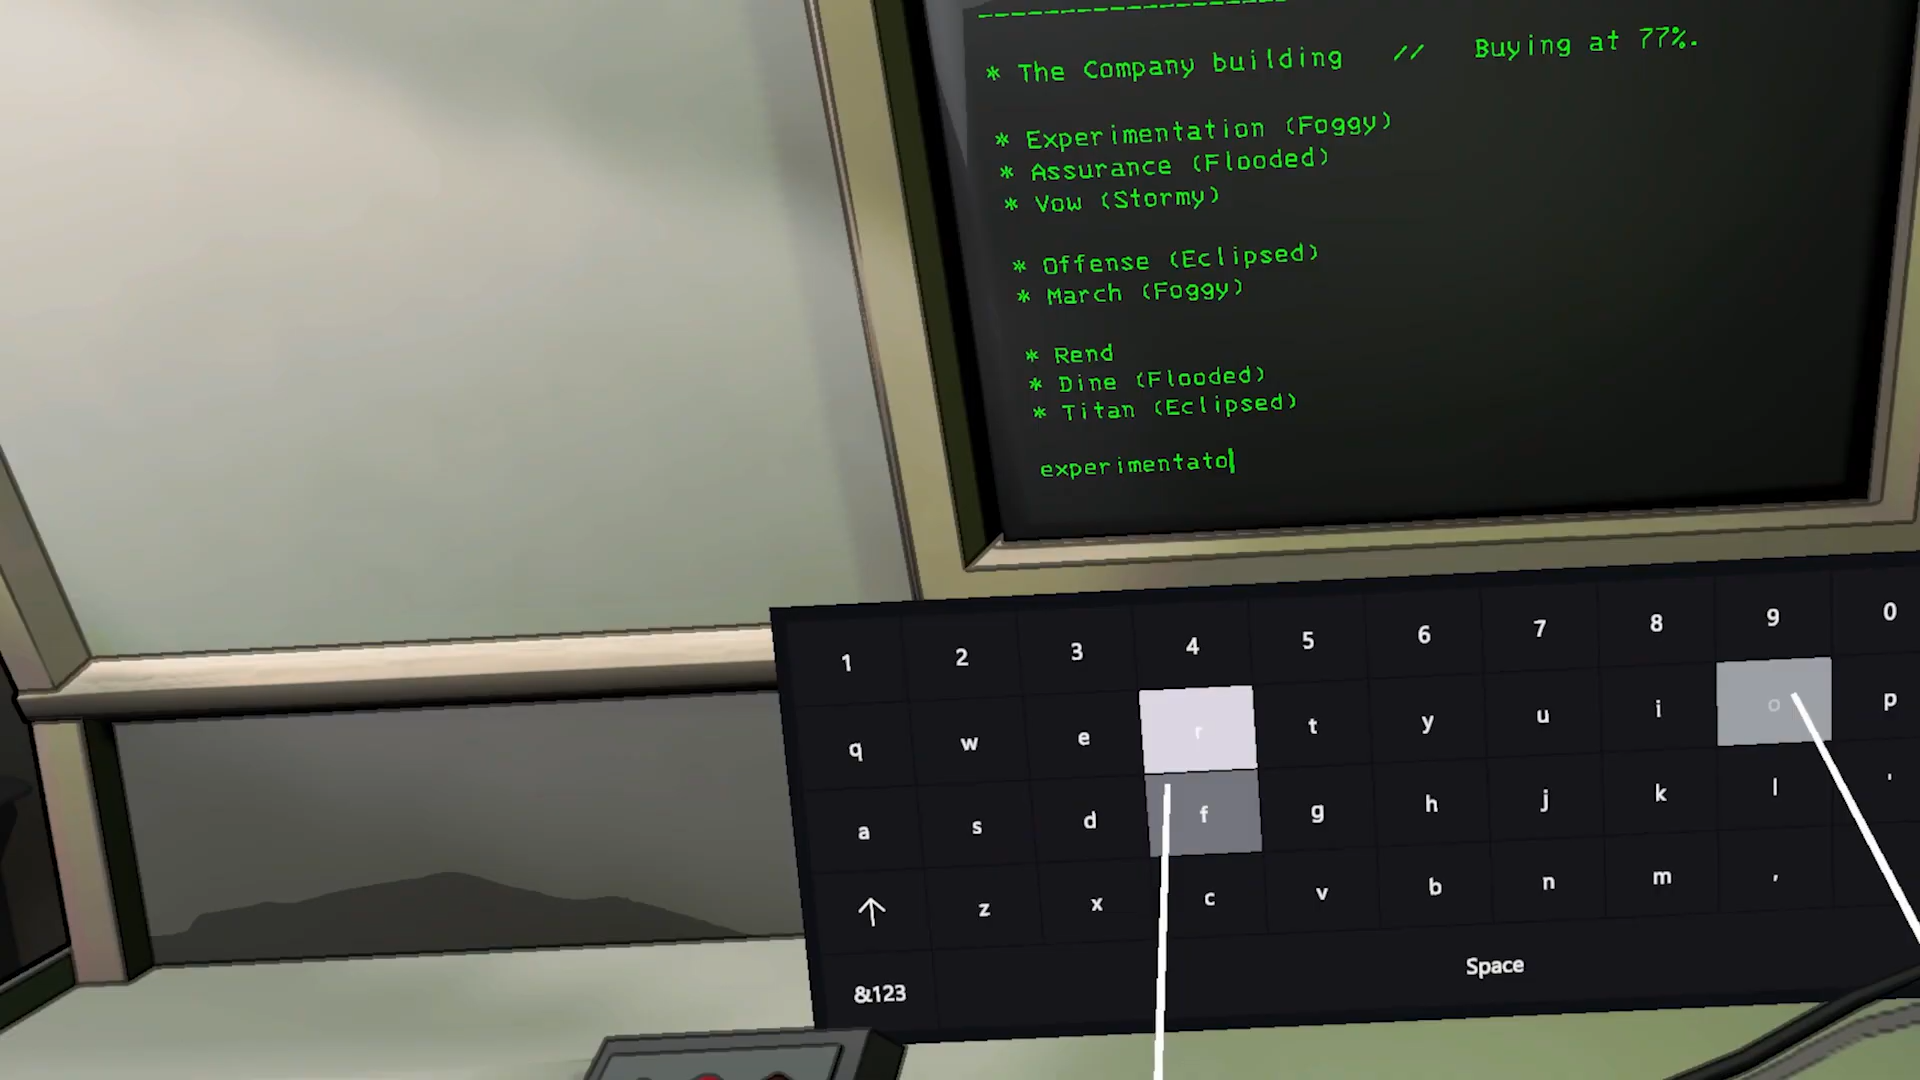 * The Company building // Buying at 77%.
* Experimentation (Foggy)
* Assurance (Flooded)
* Vow (Stormy)
* Offense (Eclipsed)
* March (Foggy)
* Rend
* Dine (Flooded)
* Titan (Eclipsed)
experimentato
1 2 3 4 5 6 7 8 9 0
q w e r t y u i o p
a s d f g h j k l '
z x c v b n m ,
&123 Space